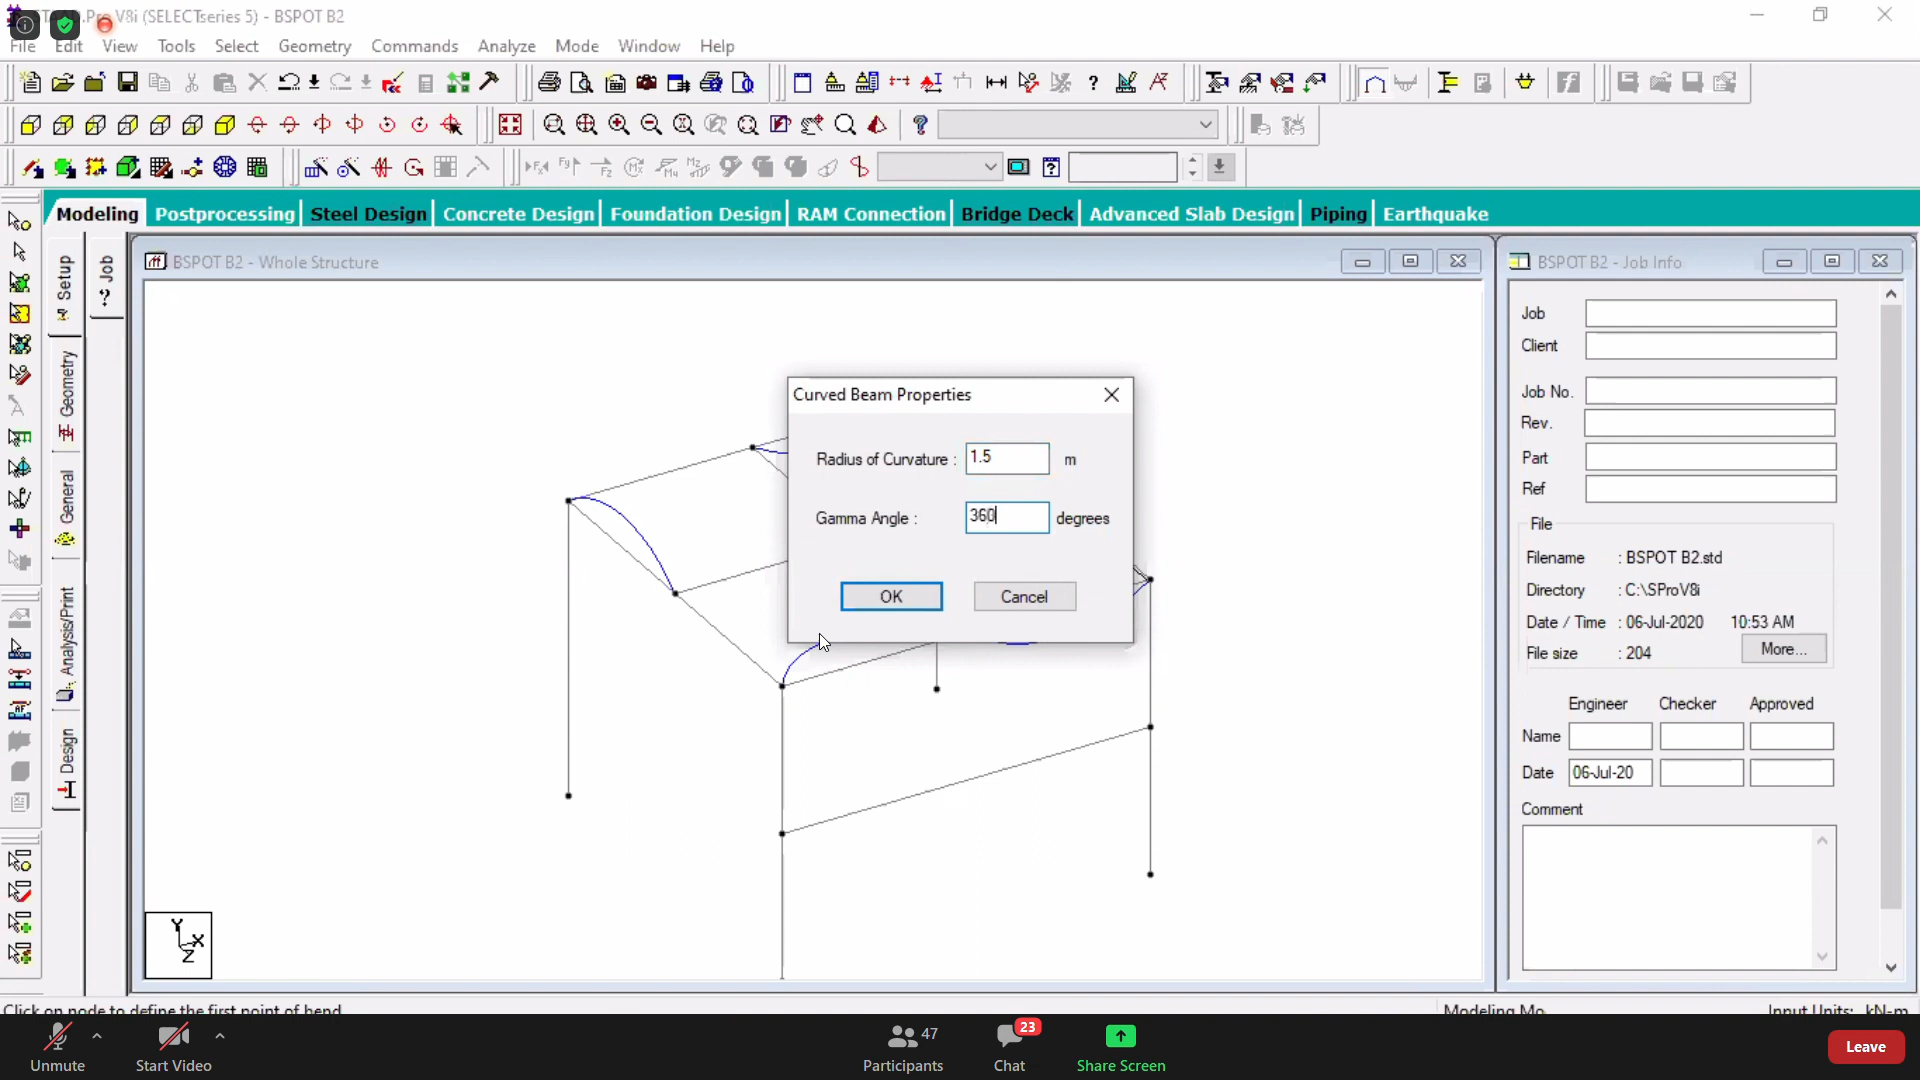 STAAD.Pro V8i (SELECTseries 5) - BSPOT B2
File Edit View Tools Select Geometry Commands Analyze Mode Window Help
Modeling Postprocessing Steel Design Concrete Design Foundation Design RAM Connection Bridge Deck Advanced Slab Design Piping Earthquake
Setup
Geometry
General
Analysis/Print
Design
Job
BSPOT B2 - Whole Structure
Curved Beam Properties
Radius of Curvature : 1.5 m
Gamma Angle : 360 degrees
OK Cancel
Y
X
Z
BSPOT B2 - Job Info
Job
Client
Job No.
Rev.
Part
Ref
File
Filename : BSPOT B2.std
Directory : C:\SProV8i
Date / Time : 06-Jul-2020 10:53 AM
File size : 204 More...
Engineer Checker Approved
Name
Date 06-Jul-20
Comment
Click on node to define the first point of bend Modeling Mo Input Units: kN-m
Unmute Start Video Participants 47 Chat 23 Share Screen Leave